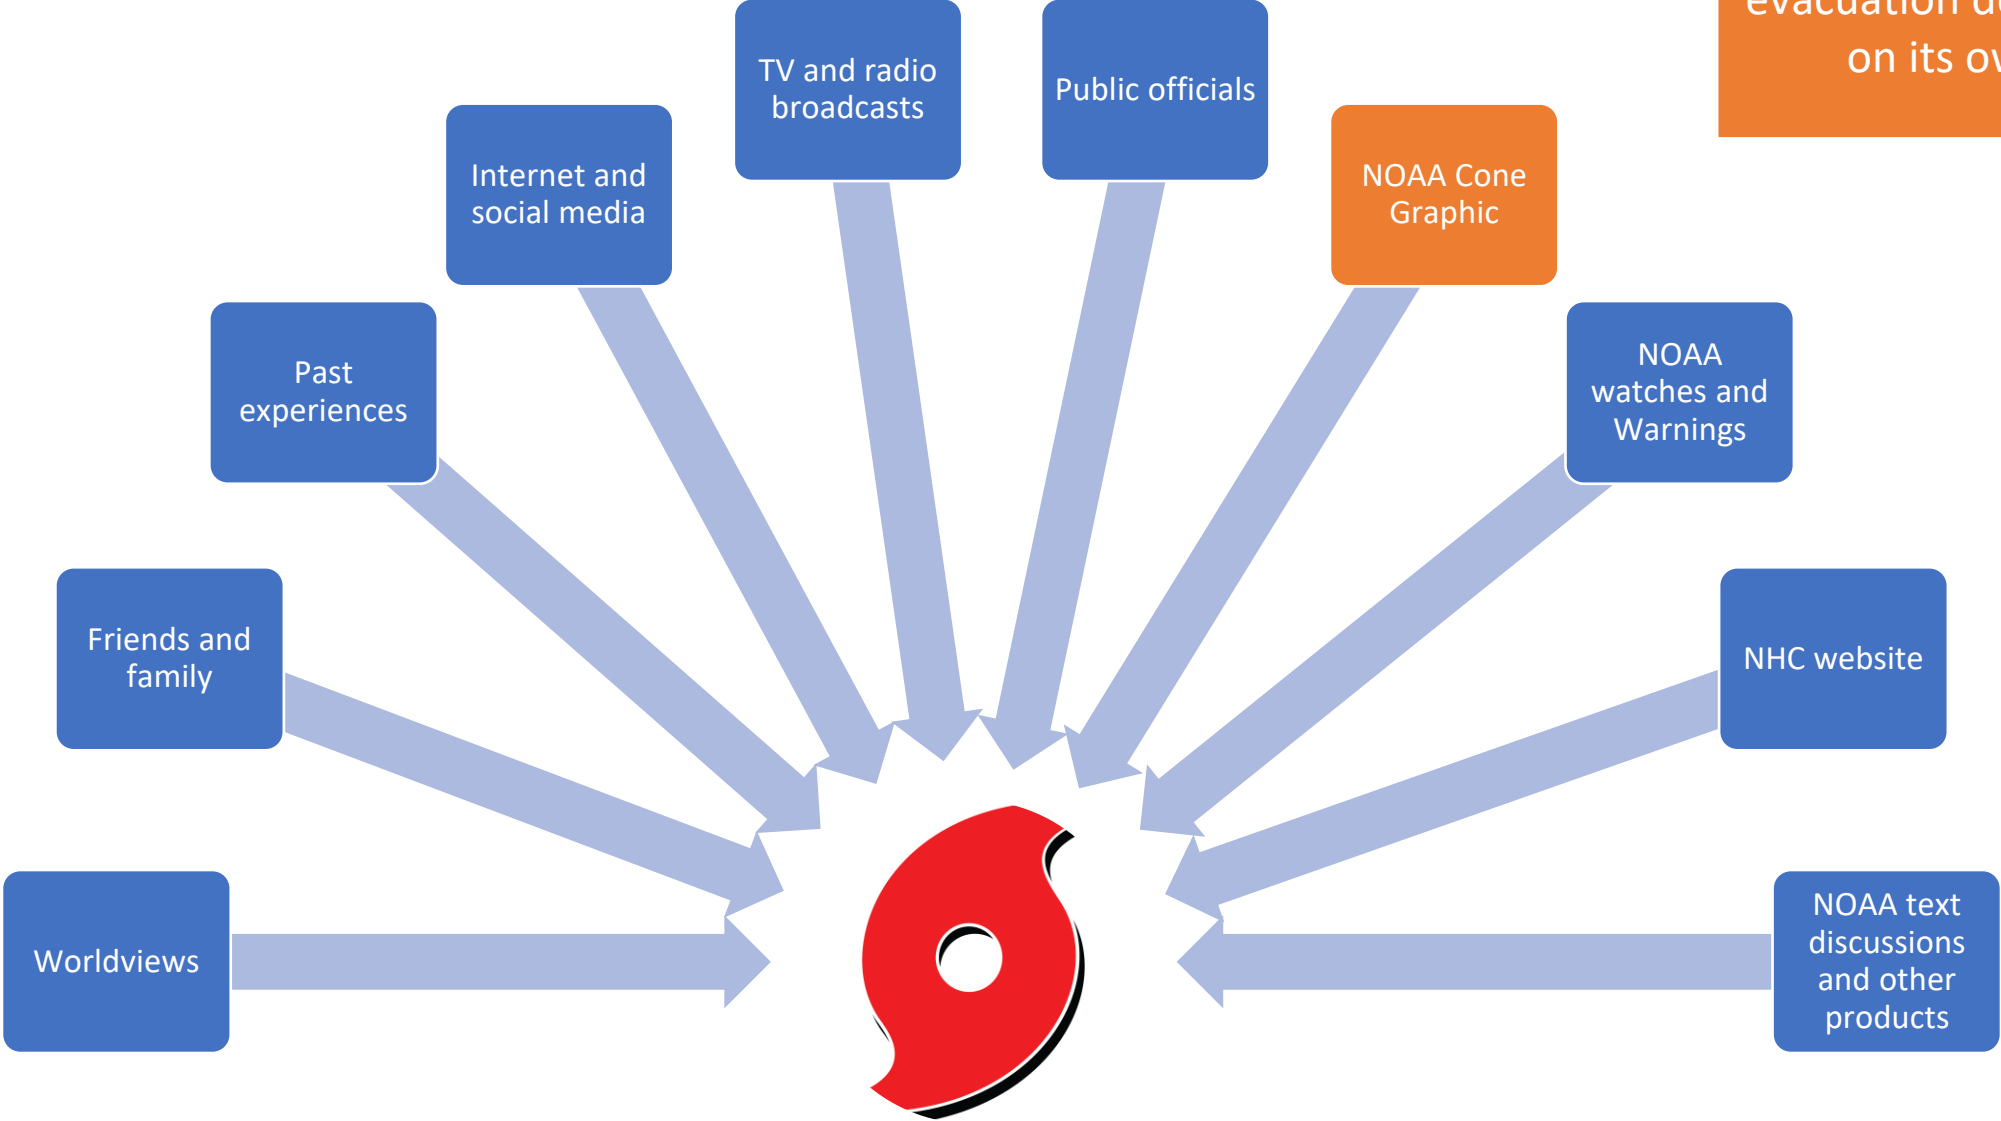 evacuation
on its
TV and radio
broadcasts
Public officials
Internet and
social media
NOAA Cone
Graphic
Past
experiences
NOAA
watches and
Warnings
Friends and
family
NHC website
Worldviews
NOAA text
discussions
and other
products